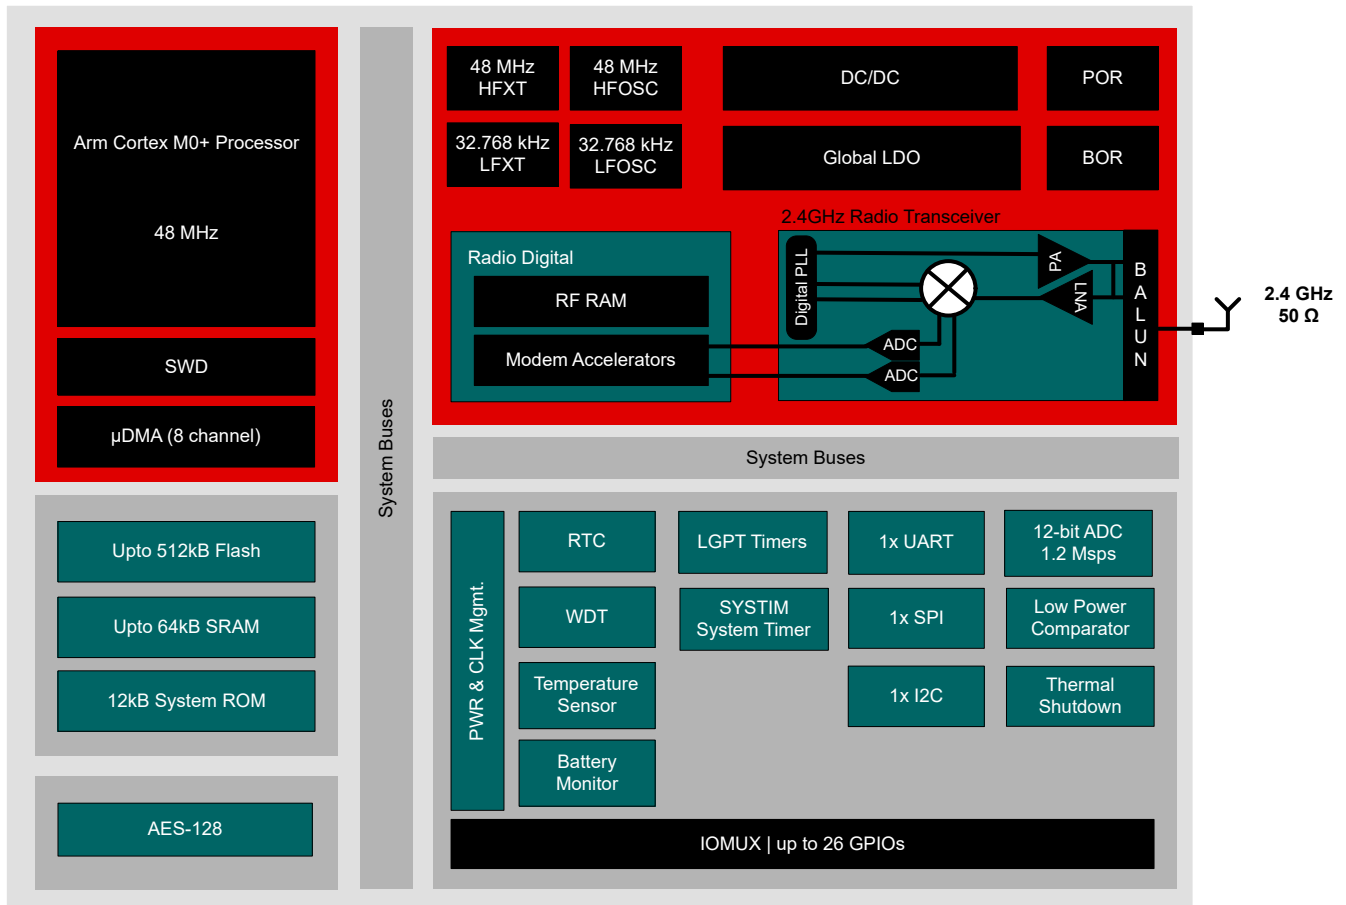 Arm Cortex M0+ Processor
48 MHz
SWD
µDMA (8 channel)
Upto 512kB Flash
Upto 64kB SRAM
12kB System ROM
AES-128
System Buses
48 MHz
HFXT
48 MHz
HFOSC
32.768 kHz
LFXT
32.768 kHz
LFOSC
DC/DC
Global LDO
POR
BOR
Radio Digital
RF RAM
Modem Accelerators
2.4GHz Radio Transceiver
Digital PLL
ADC
ADC
PA
LNA
BALUN
2.4 GHz
50 Ω
System Buses
PWR & CLK Mgmt.
RTC
WDT
Temperature
Sensor
Battery
Monitor
LGPT Timers
SYSTIM
System Timer
1x UART
1x SPI
1x I2C
12-bit ADC
1.2 Msps
Low Power
Comparator
Thermal
Shutdown
IOMUX | up to 26 GPIOs